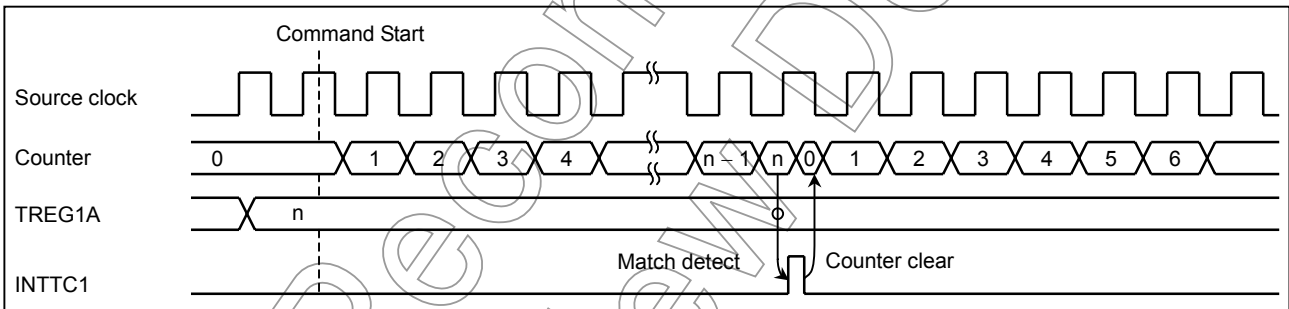 Command Start
Source clock
Counter 0 1 2 3 4 n − 1 n 0 1 2 3 4 5 6
TREG1A n
Match detect Counter clear
INTTC1